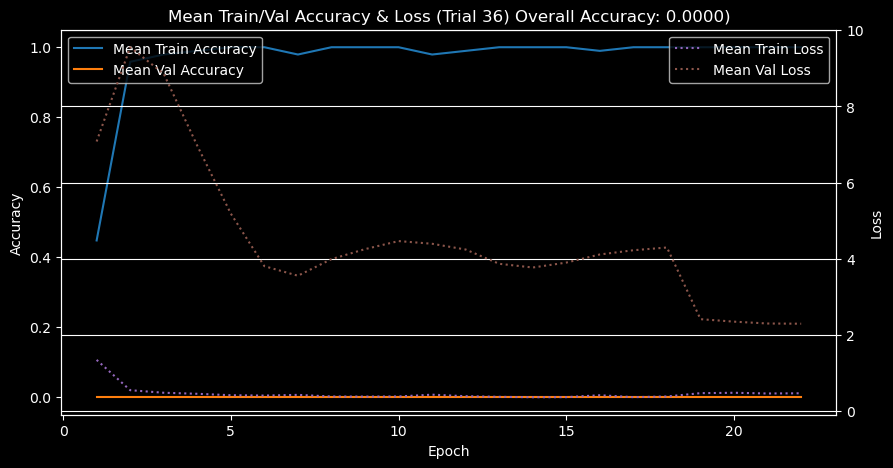 Mean Train/Val Accuracy & Loss (Trial 36) Overall Accuracy: 0.0000)
Mean Train Accuracy
Mean Val Accuracy
Mean Train Loss
Mean Val Loss
Accuracy
1.0
0.8
0.6
0.4
0.2
0.0
10
8
6
4
2
0
Loss
0 5 10 15 20
Epoch